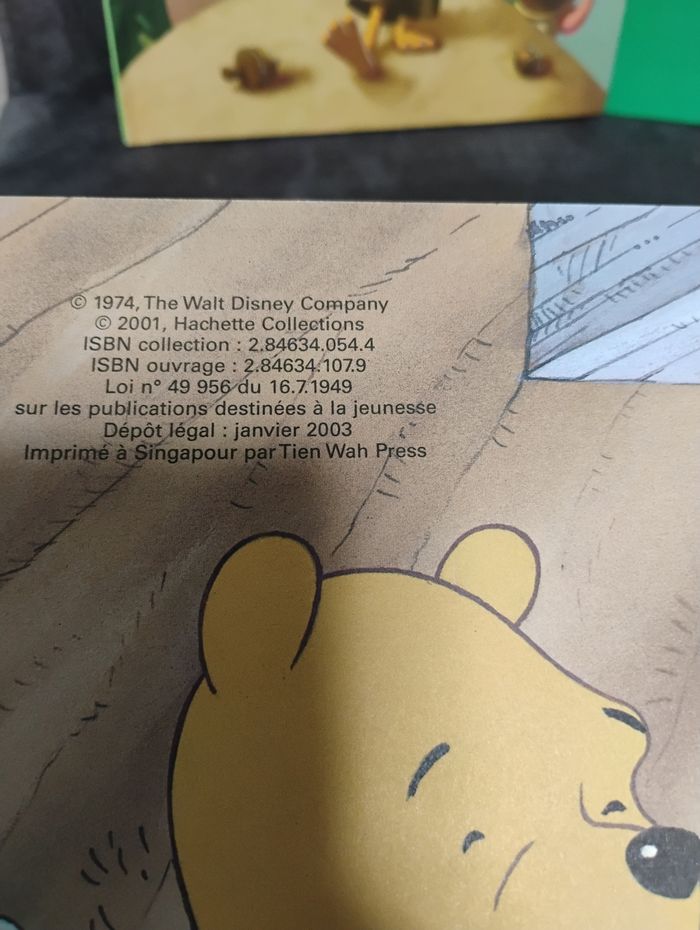 © 1974, The Walt Disney Company
© 2001, Hachette Collections
ISBN collection : 2.84634.054.4
ISBN ouvrage : 2.84634.107.9
Loi n° 49 956 du 16.7.1949
sur les publications destinées à la jeunesse
Dépôt légal : janvier 2003
Imprimé à Singapour par Tien Wah Press